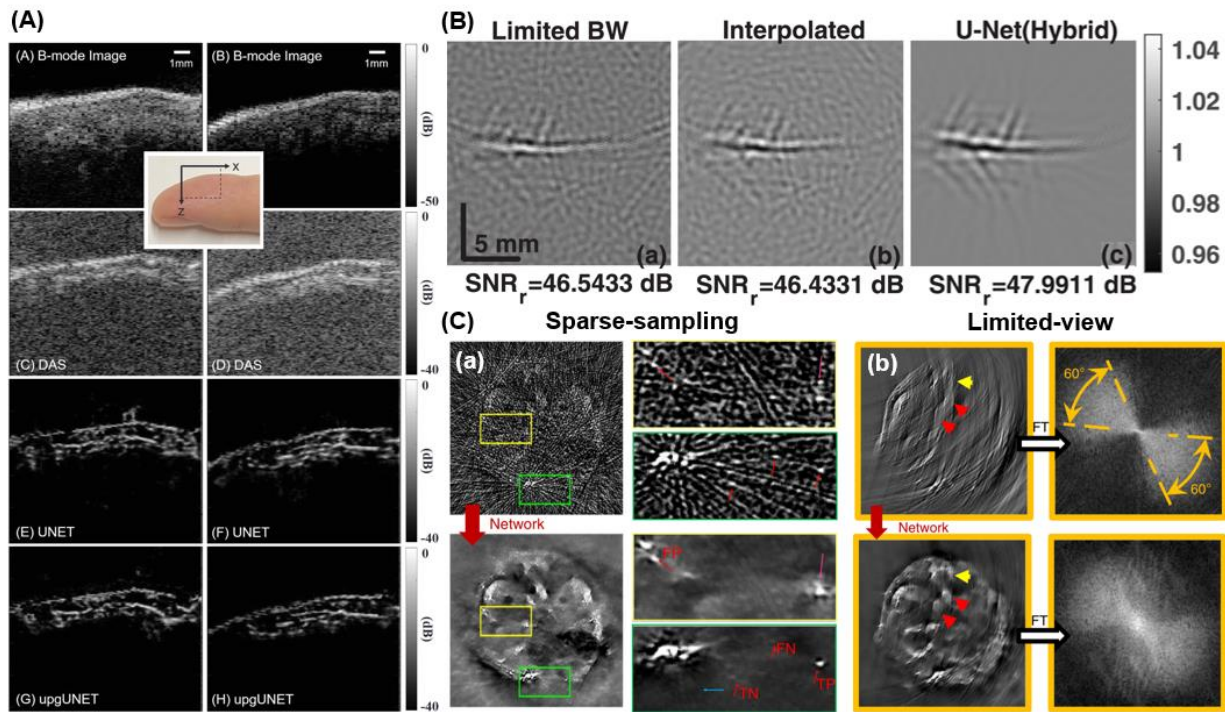 (A)
(A) B-mode Image
1mm
(B) B-mode Image
1mm
0
(dB)
-50
X
Z
(C) DAS
(D) DAS
0
(dB)
-40
(E) UNET
(F) UNET
0
(dB)
-40
(G) upgUNET
(H) upgUNET
0
(dB)
-40
(B)
Limited BW
Interpolated
U-Net(Hybrid)
5 mm
(a)
(b)
(c)
1.04
1.02
1
0.98
0.96
SNRr=46.5433 dB
SNRr=46.4331 dB
SNRr=47.9911 dB
(C)
Sparse-sampling
Limited-view
(a)
Network
FP
FN
TN
TP
(b)
FT
60°
60°
Network
FT